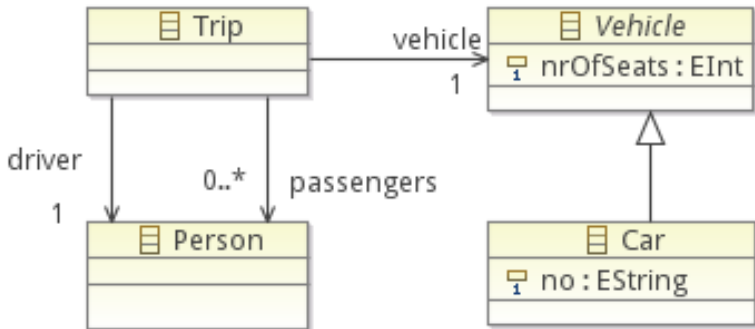 Trip
Vehicle
vehicle
nrOfSeats : EInt
1
driver
0..*
passengers
1
Person
Car
no : EString